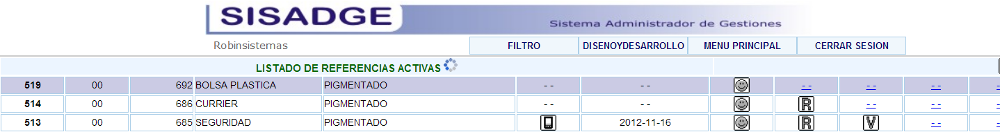 SISADGE
Sistema Administrador de Gestiones
Robinsistemas FILTRO DISENOYDESARROLLO MENU PRINCIPAL CERRAR SESION
LISTADO DE REFERENCIAS ACTIVAS
519 00 692 BOLSA PLASTICA PIGMENTADO - - - - - - - - - - - -
514 00 686 CURRIER PIGMENTADO - - - - R - - - - - -
513 00 685 SEGURIDAD PIGMENTADO 2012-11-16 R V - - - -